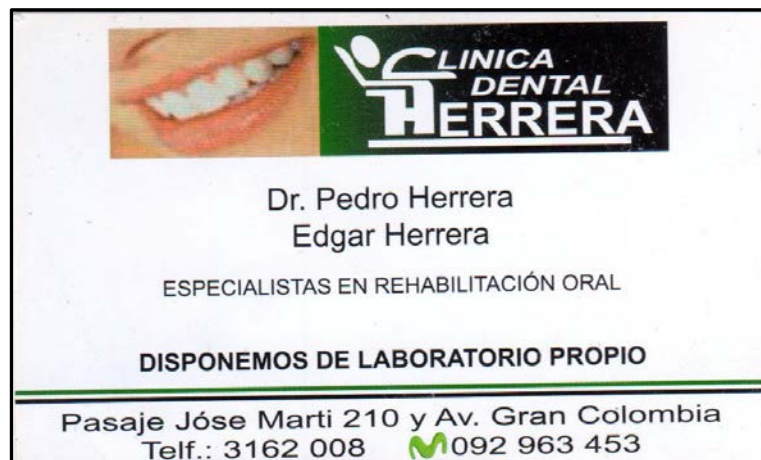 CLINICA
DENTAL
HERRERA
Dr. Pedro Herrera
Edgar Herrera
ESPECIALISTAS EN REHABILITACIÓN ORAL
DISPONEMOS DE LABORATORIO PROPIO
Pasaje Jóse Marti 210 y Av. Gran Colombia
Telf.: 3162 008 092 963 453